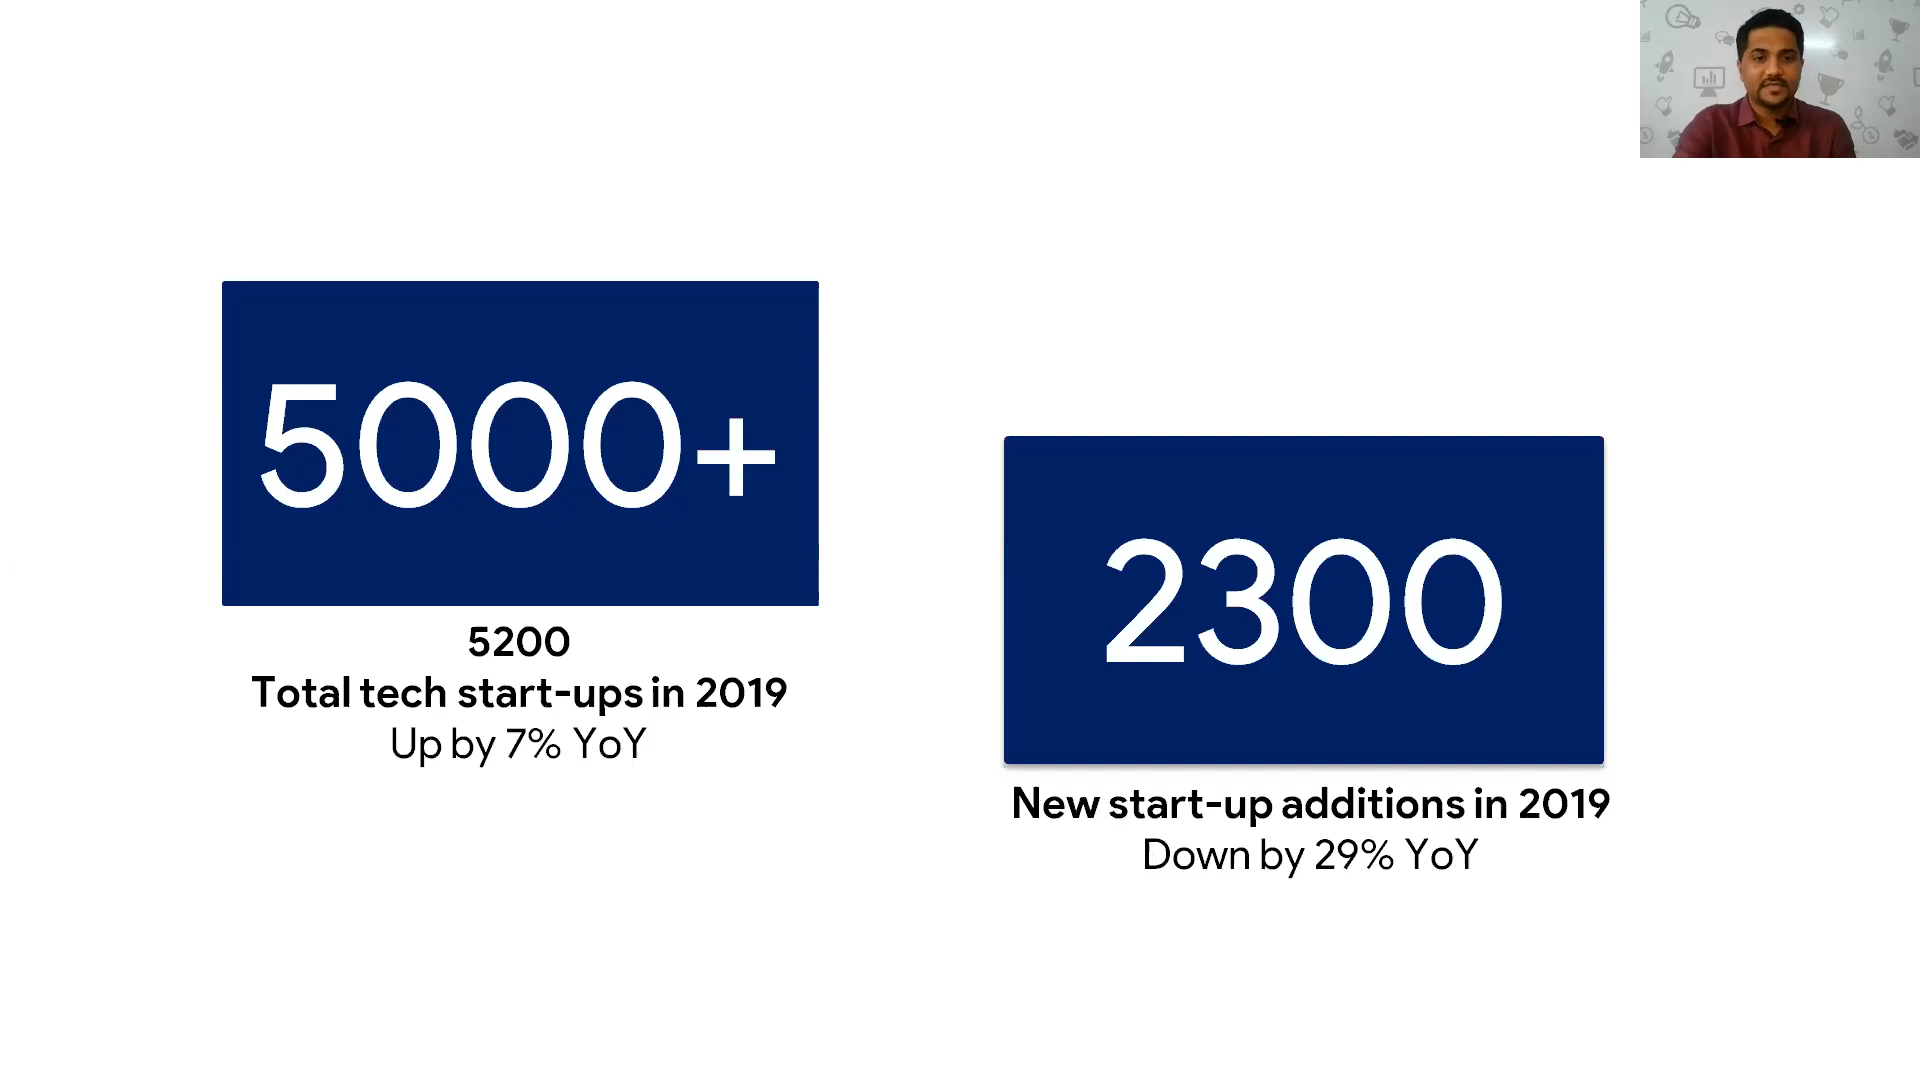 5000+
5200
Total tech start-ups in 2019
Up by 7% YoY
2300
New start-up additions in 2019
Down by 29% YoY